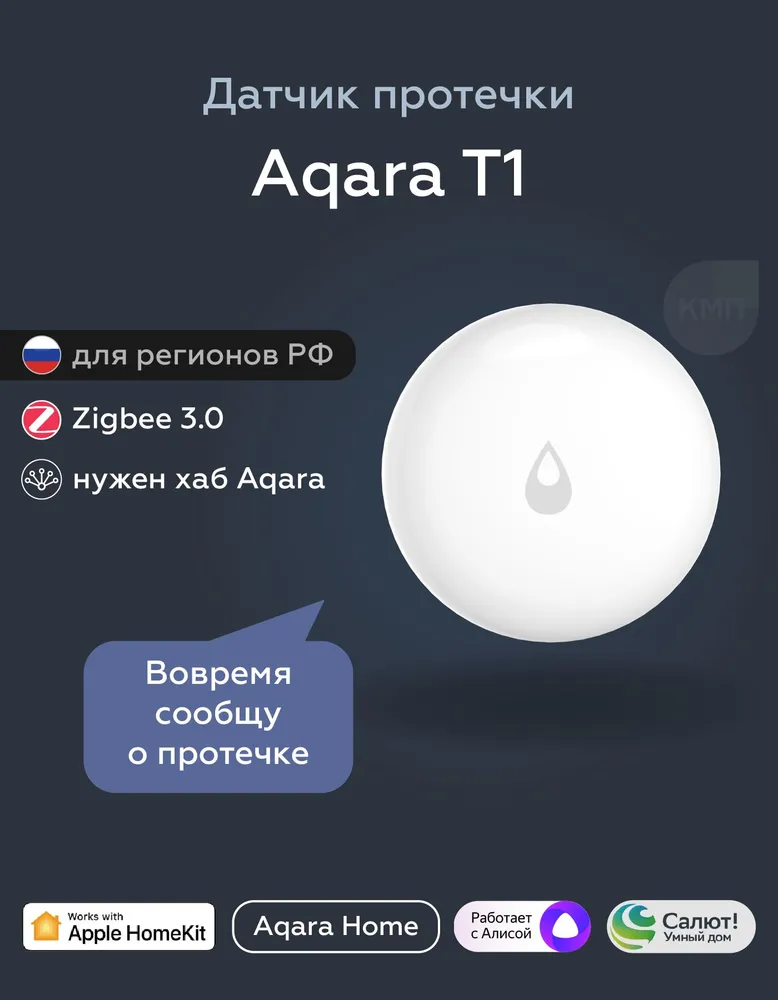 Датчик протечки
Aqara T1
КМП
для регионов РФ
Zigbee 3.0
нужен хаб Aqara
Вовремя
сообщу
о протечке
Works with
Apple HomeKit
Aqara Home
Работает
с Алисой
Салют!
Умный дом